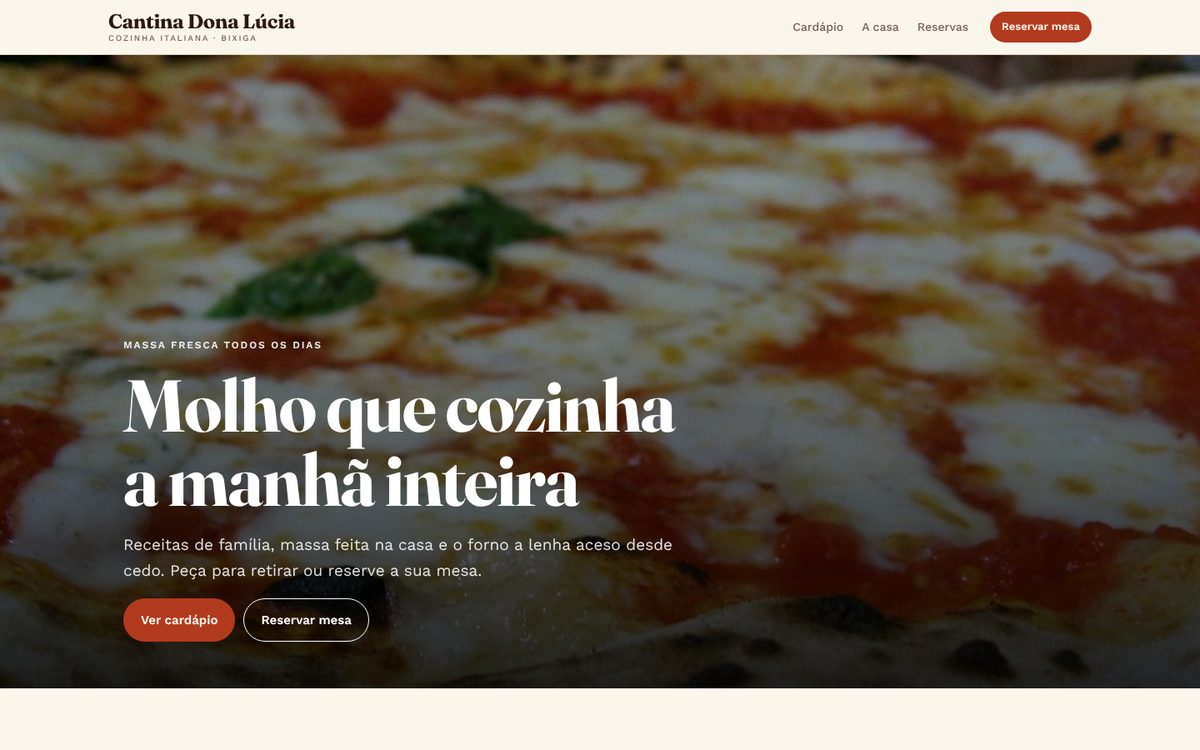 Cantina Dona Lúcia
COZINHA ITALIANA · BIXIGA
Cardápio
A casa
Reservas
Reservar mesa
MASSA FRESCA TODOS OS DIAS
Molho que cozinha
a manhã inteira
Receitas de família, massa feita na casa e o forno a lenha aceso desde
cedo. Peça para retirar ou reserve a sua mesa.
Ver cardápio
Reservar mesa